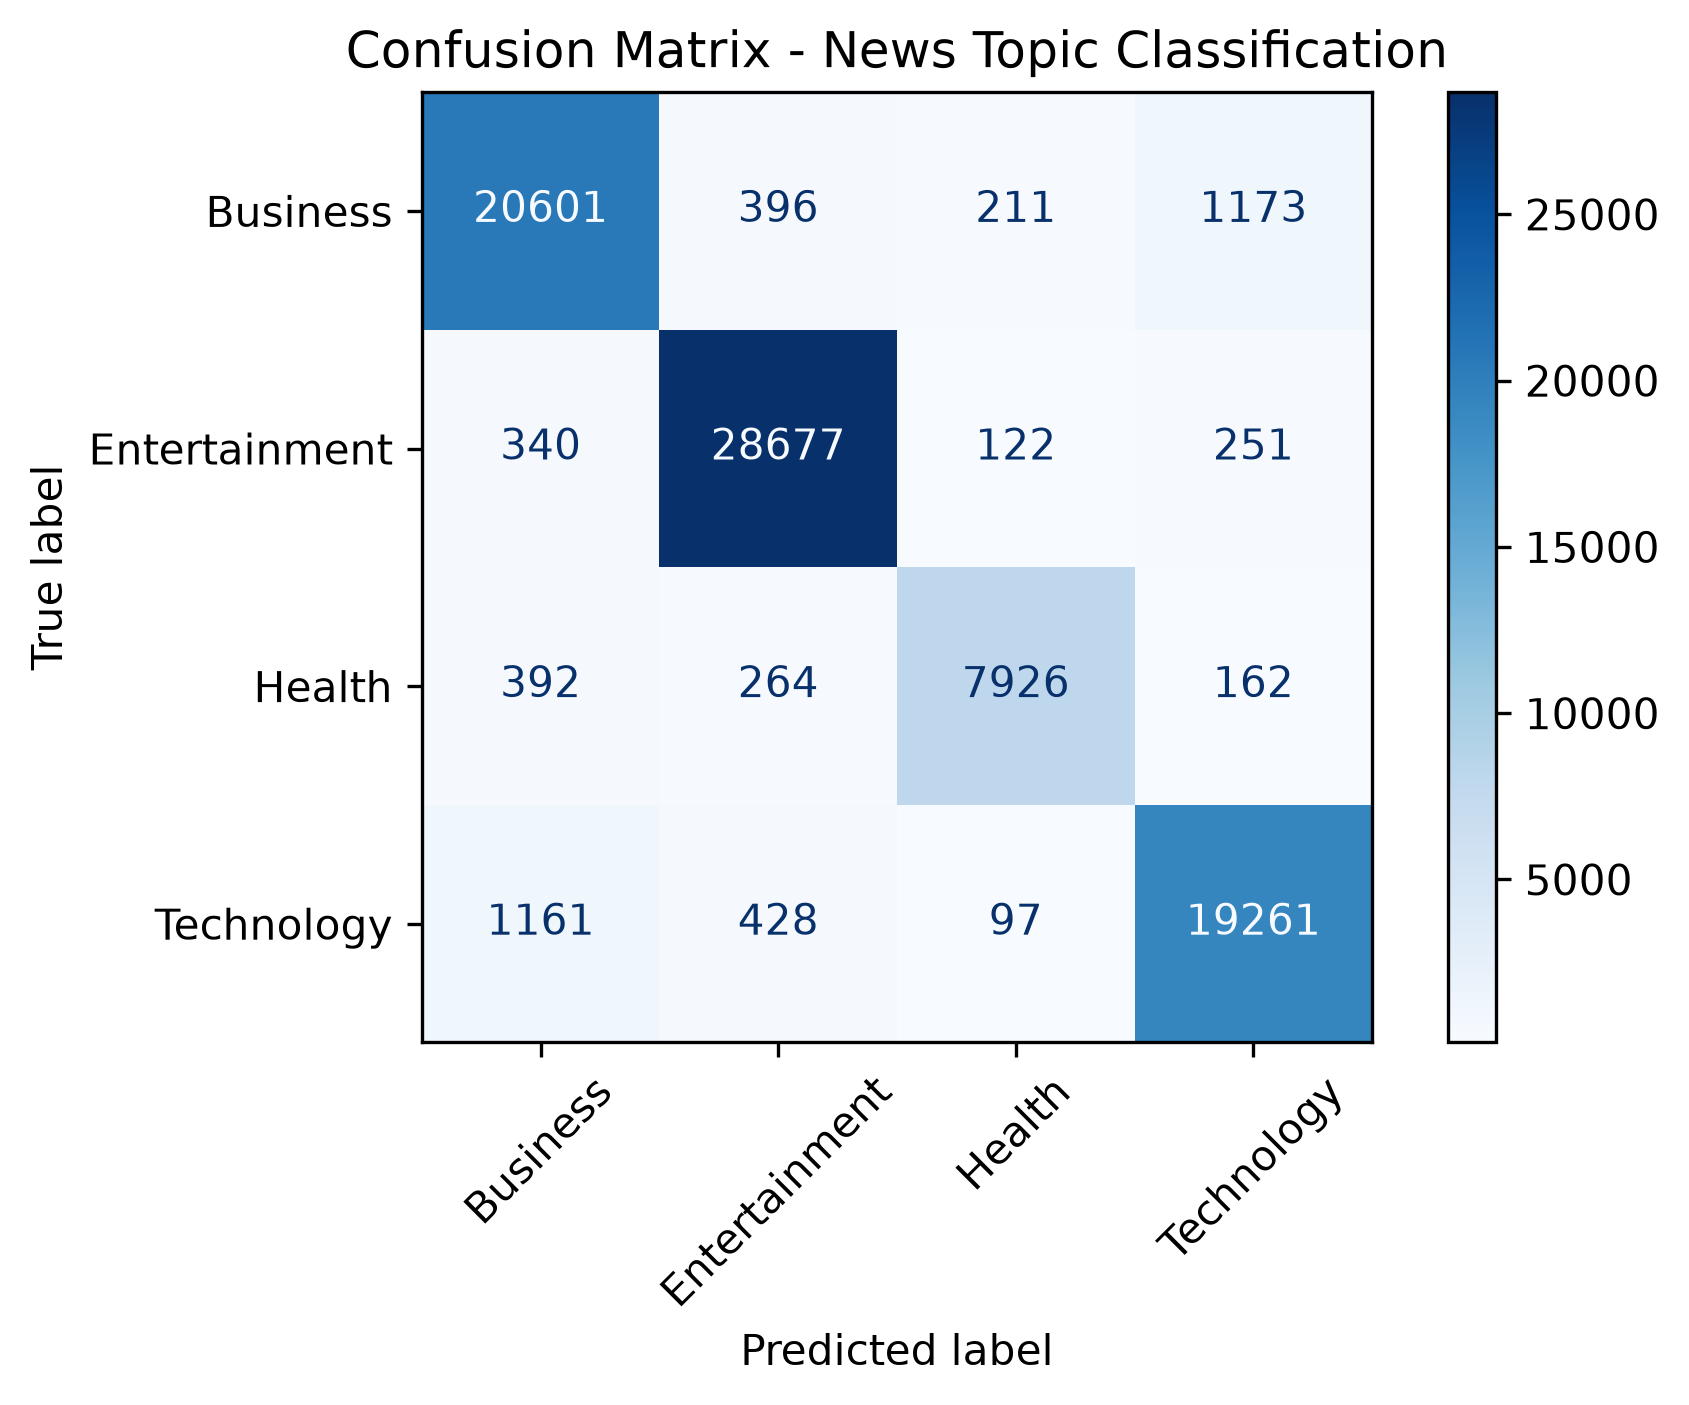 Confusion Matrix - News Topic Classification
Business 20601 396 211 1173
Entertainment 340 28677 122 251
Health 392 264 7926 162
Technology 1161 428 97 19261
True label
Business Entertainment Health Technology
Predicted label
25000
20000
15000
10000
5000